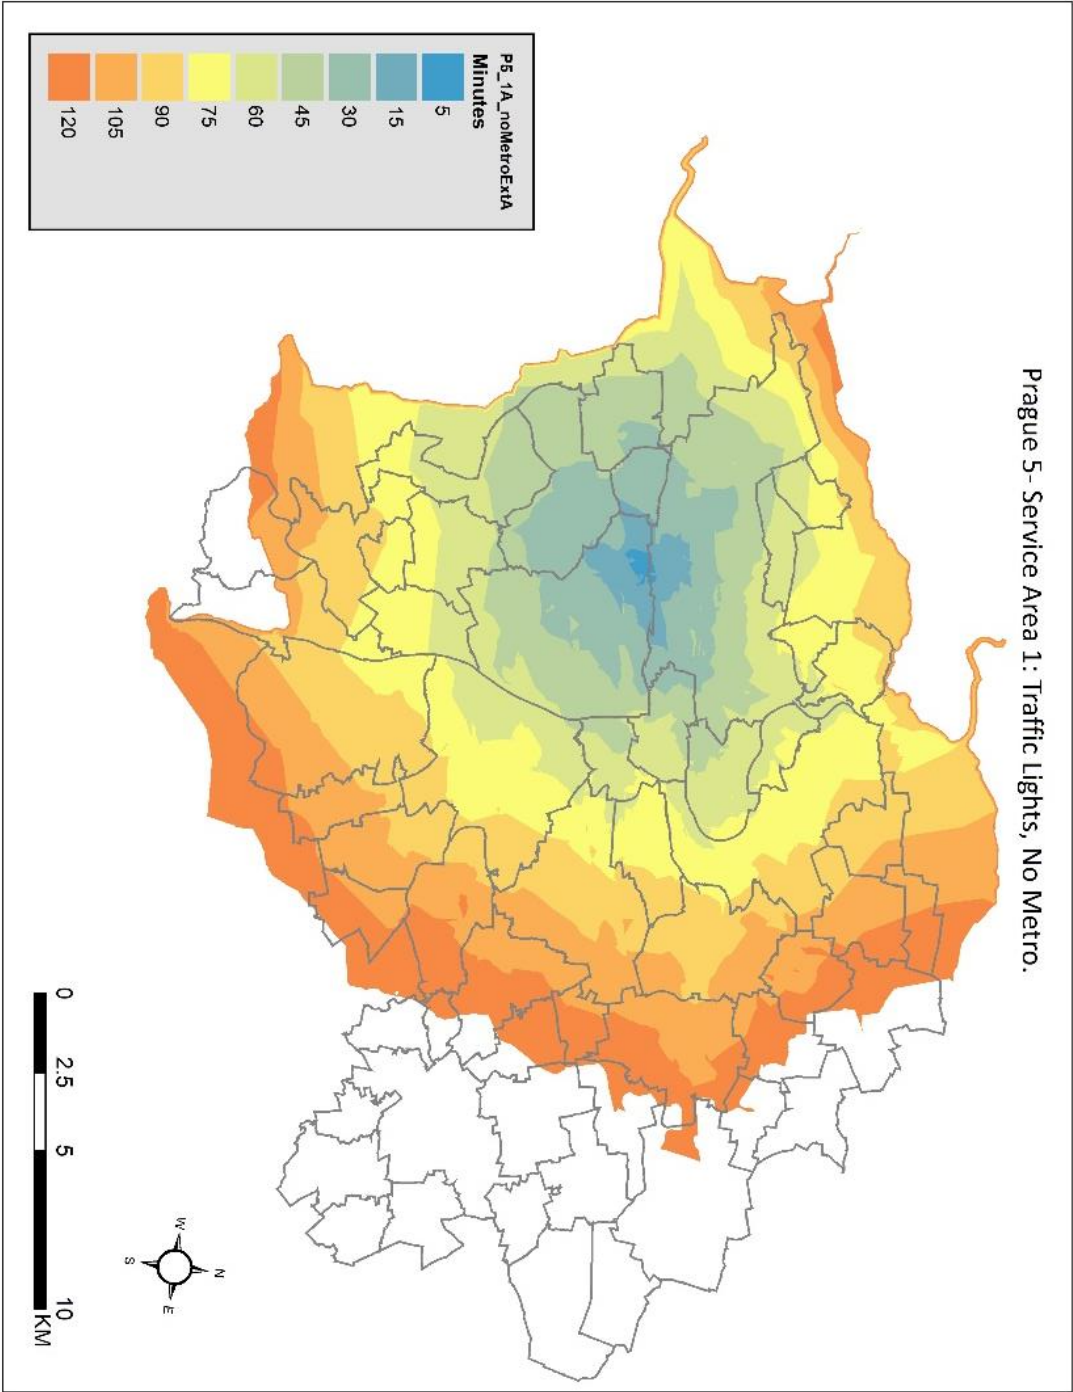 Prague 5- Service Area 1: Traffic Lights, No Metro.
P5_1A_noMetroExtA
Minutes
5
15
30
45
60
75
90
105
120
0 2.5 5 10
KM
N
W
E
S